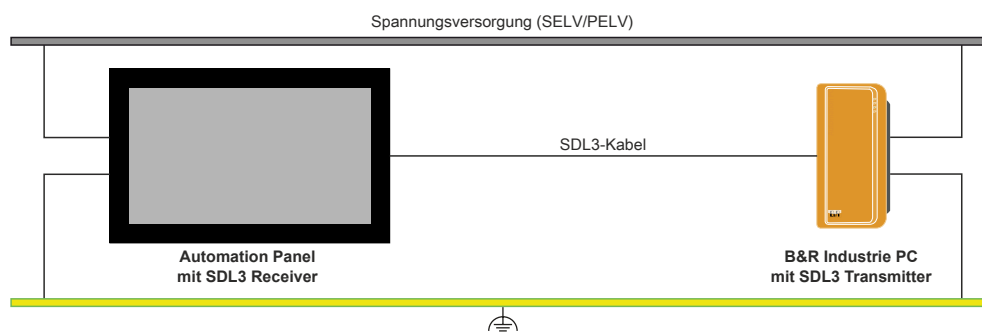 Spannungsversorgung (SELV/PELV)
SDL3-Kabel
Automation Panel
mit SDL3 Receiver
B&R Industrie PC
mit SDL3 Transmitter